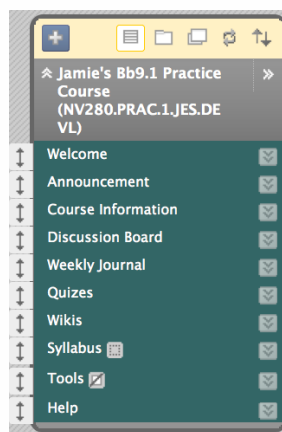 Jamie's Bb9.1 Practice
Course
(NV280.PRAC.1.JES.DE
VL)
Welcome
Announcement
Course Information
Discussion Board
Weekly Journal
Quizes
Wikis
Syllabus
Tools
Help